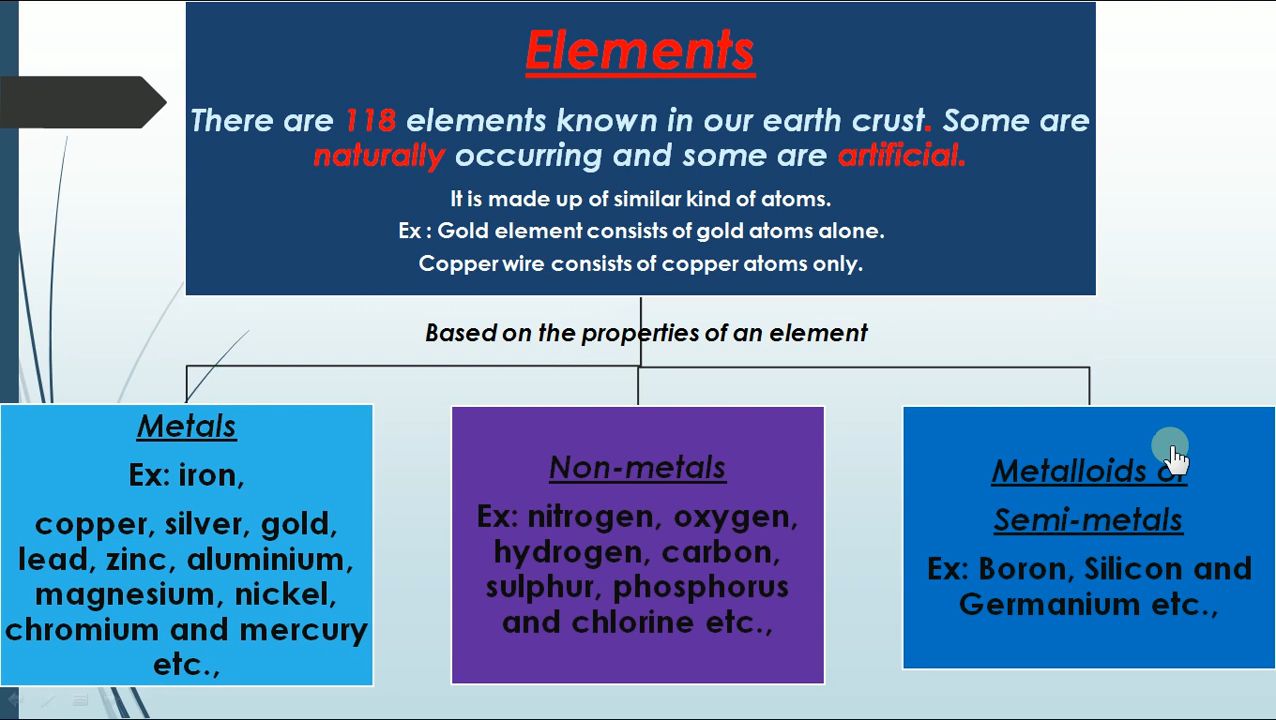 Elements
There are 118 elements known in our earth crust. Some are
naturally occurring and some are artificial.
It is made up of similar kind of atoms.
Ex : Gold element consists of gold atoms alone.
Copper wire consists of copper atoms only.
Based on the properties of an element
Metals
Ex: iron,
copper, silver, gold,
lead, zinc, aluminium,
magnesium, nickel,
chromium and mercury
etc.,
Non-metals
Ex: nitrogen, oxygen,
hydrogen, carbon,
sulphur, phosphorus
and chlorine etc.,
Metalloids or
Semi-metals
Ex: Boron, Silicon and
Germanium etc.,